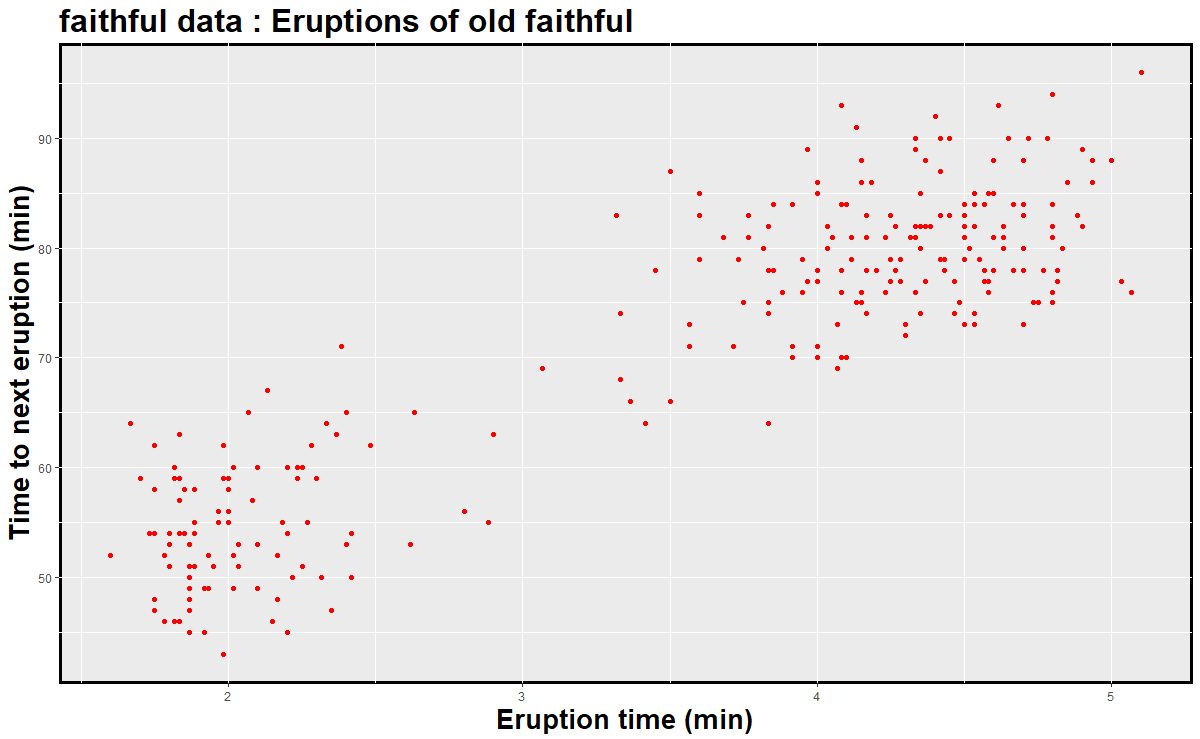 faithful data : Eruptions of old faithful
Time to next eruption (min)
90
80
70
60
50
2 3 4 5
Eruption time (min)